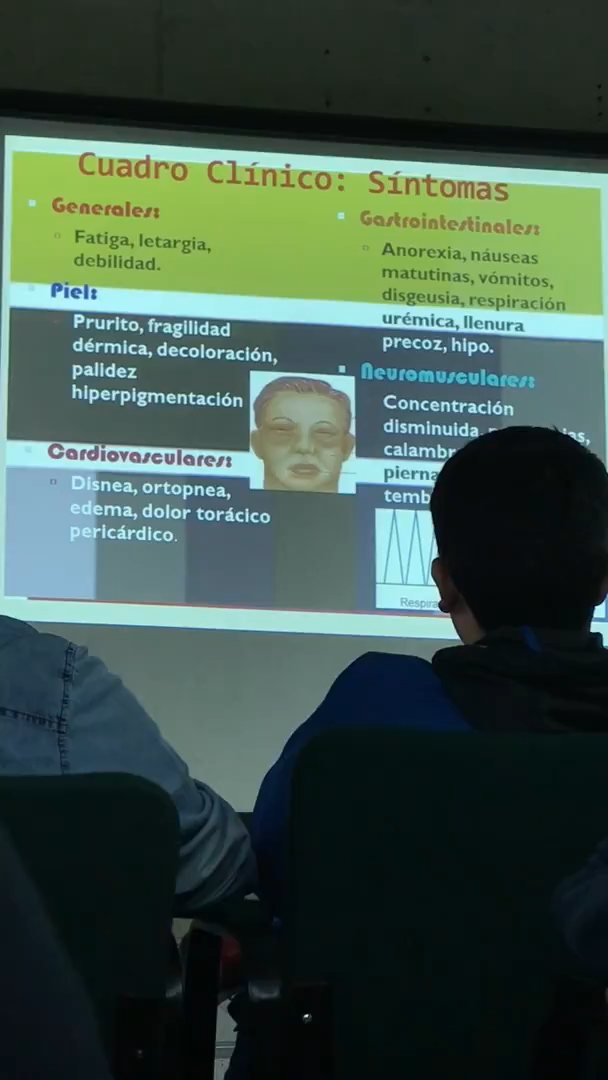 Cuadro Clínico: Síntomas
Generales:
Fatiga, letargia,
debilidad.
Piel:
Prurito, fragilidad
dérmica, decoloración,
palidez
hiperpigmentación
Cardiovasculares:
Disnea, ortopnea,
edema, dolor torácico
pericárdico.
Gastrointestinales:
Anorexia, náuseas
matutinas, vómitos,
disgeusia, respiración
urémica, llenura
precoz, hipo.
Neuromusculares:
Concentración
disminuida,